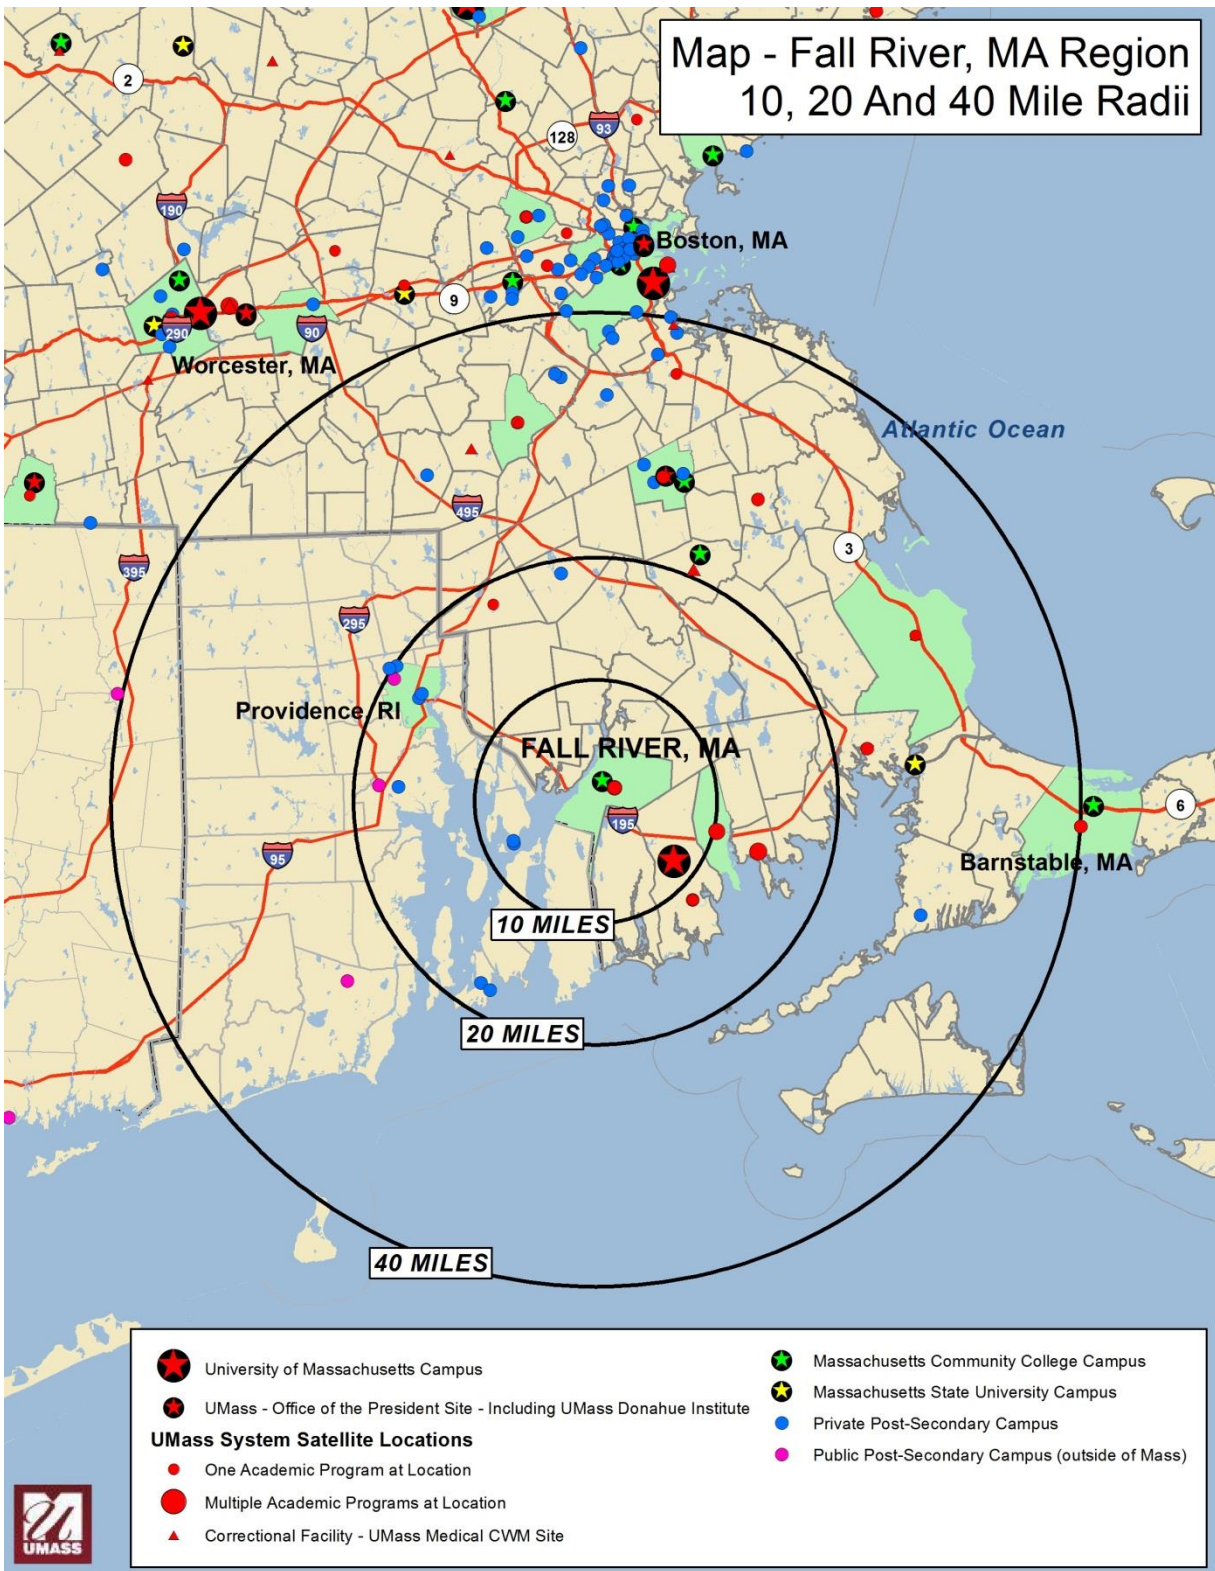 Map - Fall River, MA Region
10, 20 And 40 Mile Radii
2
93
128
190
Boston, MA
9
290
90
Worcester, MA
Atlantic Ocean
495
3
395
295
Providence, RI
FALL RIVER, MA
6
195
95
Barnstable, MA
10 MILES
20 MILES
40 MILES
University of Massachusetts Campus
UMass - Office of the President Site - Including UMass Donahue Institute
UMass System Satellite Locations
One Academic Program at Location
Multiple Academic Programs at Location
Correctional Facility - UMass Medical CWM Site
Massachusetts Community College Campus
Massachusetts State University Campus
Private Post-Secondary Campus
Public Post-Secondary Campus (outside of Mass)
UMASS